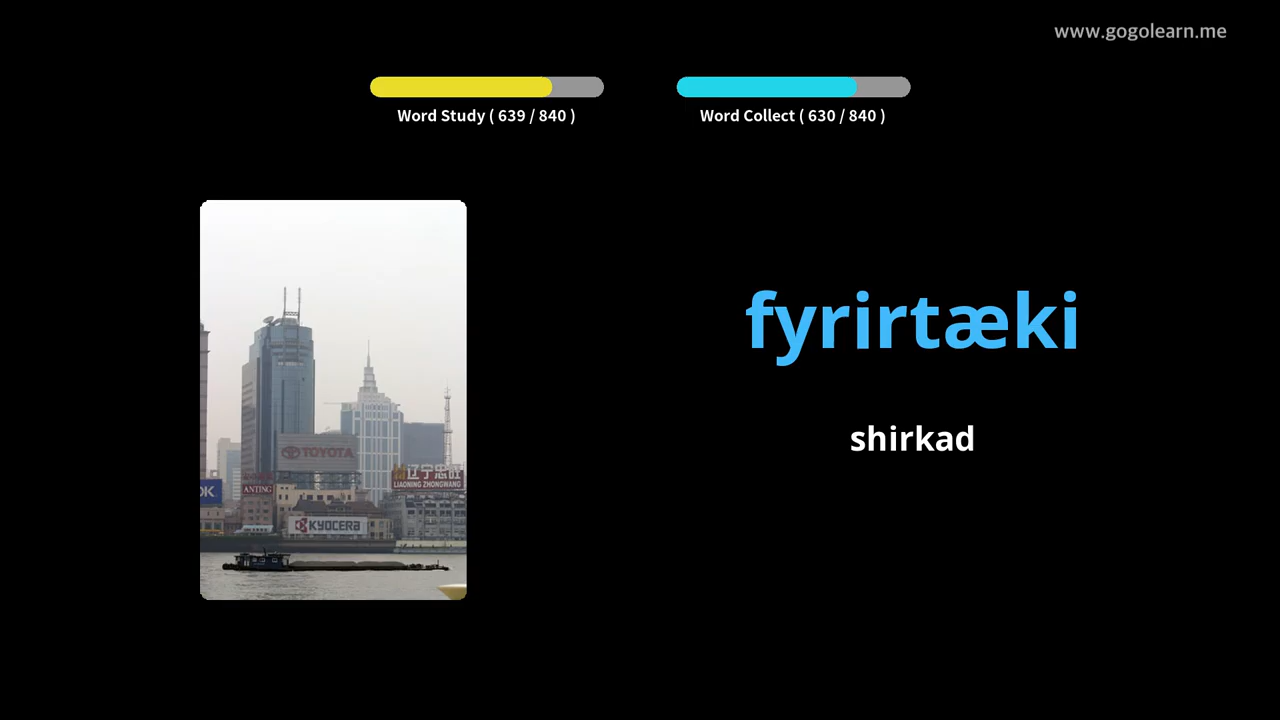 www.gogolearn.me
Word Study ( 639 / 840 )
Word Collect ( 630 / 840 )
fyrirtæki
shirkad
TOYOTA
辽宁忠旺
LIAONING ZHONGWANG
ANTING
OK
KYOCERA